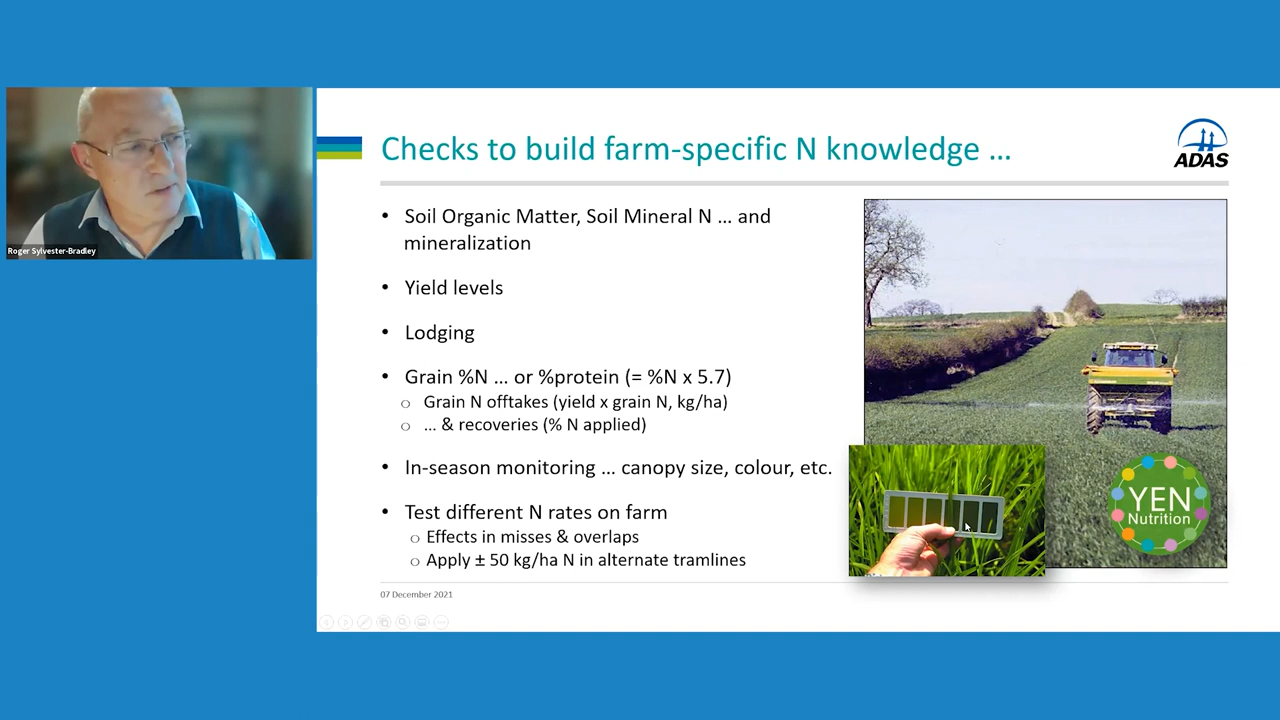 Roger Sylvester-Bradley
Checks to build farm-specific N knowledge ...
ADAS
• Soil Organic Matter, Soil Mineral N ... and
mineralization
• Yield levels
• Lodging
• Grain %N ... or %protein (= %N x 5.7)
○ Grain N offtakes (yield x grain N, kg/ha)
○ ... & recoveries (% N applied)
• In-season monitoring ... canopy size, colour, etc.
• Test different N rates on farm
○ Effects in misses & overlaps
○ Apply ± 50 kg/ha N in alternate tramlines
YEN
Nutrition
07 December 2021